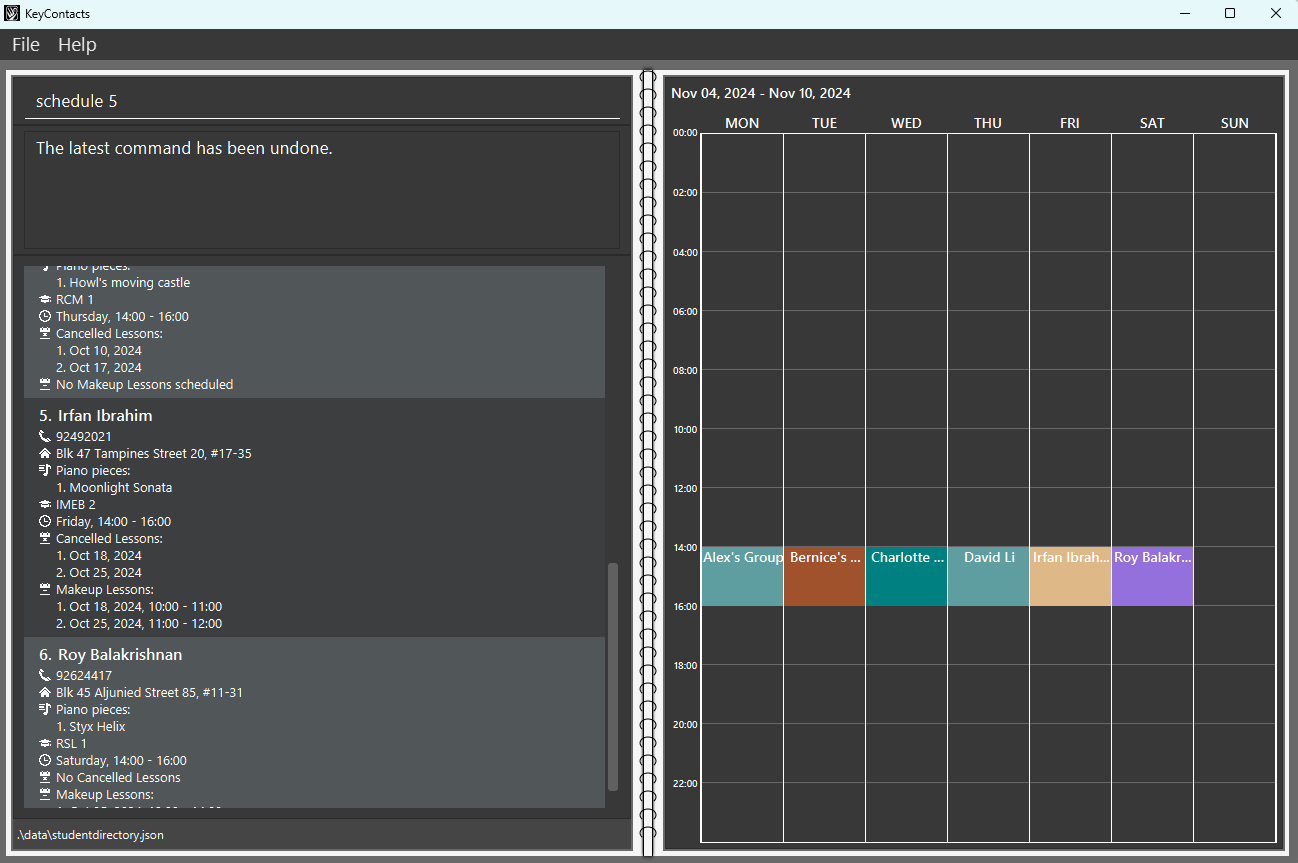 KeyContacts
File Help
schedule 5
The latest command has been undone.
Piano pieces:
1. Howl's moving castle
RCM 1
Thursday, 14:00 - 16:00
Cancelled Lessons:
1. Oct 10, 2024
2. Oct 17, 2024
No Makeup Lessons scheduled
5. Irfan Ibrahim
92492021
Blk 47 Tampines Street 20, #17-35
Piano pieces:
1. Moonlight Sonata
IMEB 2
Friday, 14:00 - 16:00
Cancelled Lessons:
1. Oct 18, 2024
2. Oct 25, 2024
Makeup Lessons:
1. Oct 18, 2024, 10:00 - 11:00
2. Oct 25, 2024, 11:00 - 12:00
6. Roy Balakrishnan
92624417
Blk 45 Aljunied Street 85, #11-31
Piano pieces:
1. Styx Helix
RSL 1
Saturday, 14:00 - 16:00
No Cancelled Lessons
Makeup Lessons:
.\data\studentdirectory.json
Nov 04, 2024 - Nov 10, 2024
MON TUE WED THU FRI SAT SUN
00:00
02:00
04:00
06:00
08:00
10:00
12:00
14:00
Alex's Group Bernice's ... Charlotte ... David Li Irfan Ibrah... Roy Balakr...
16:00
18:00
20:00
22:00